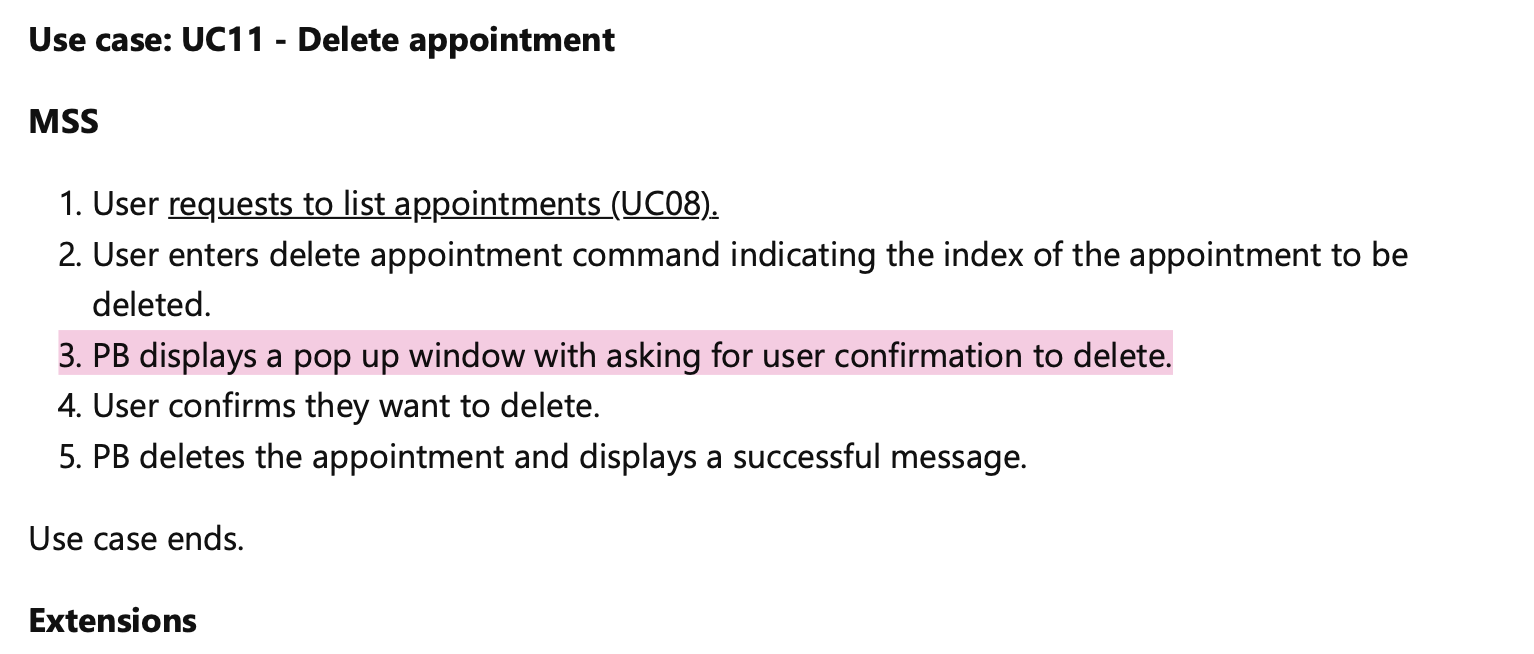 Use case: UC11 - Delete appointment
MSS
1. User requests to list appointments (UC08).
2. User enters delete appointment command indicating the index of the appointment to be
deleted.
3. PB displays a pop up window with asking for user confirmation to delete.
4. User confirms they want to delete.
5. PB deletes the appointment and displays a successful message.
Use case ends.
Extensions